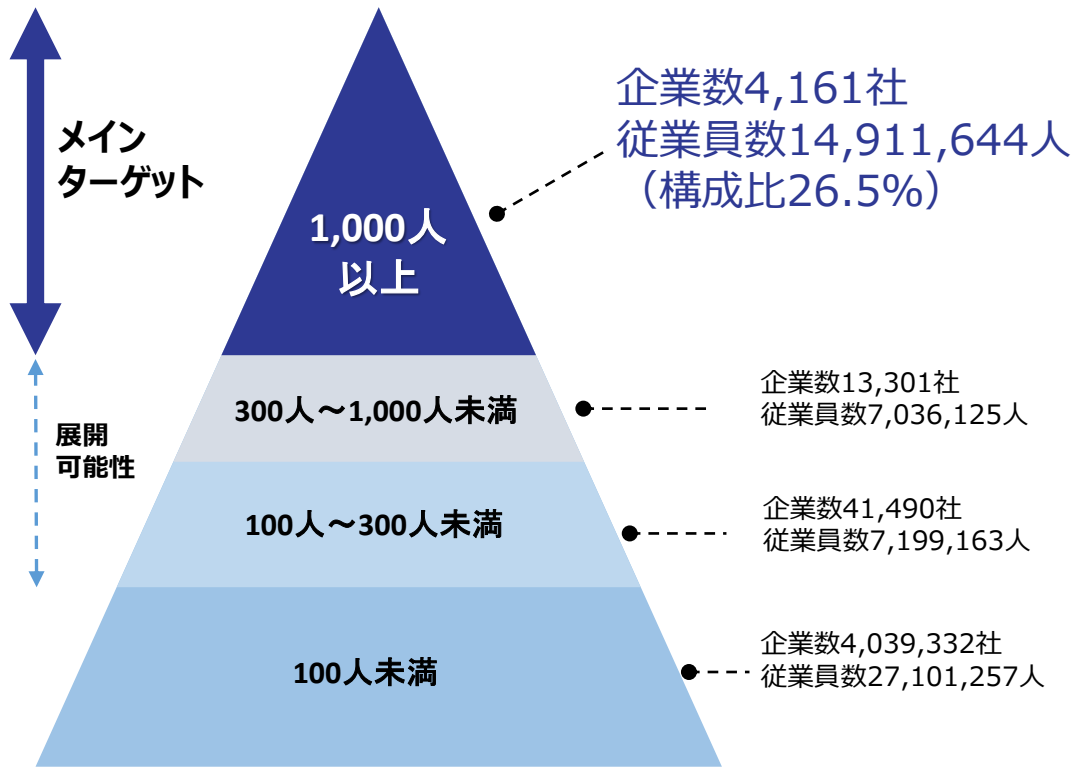 メイン
ターゲット
1,000人
以上
企業数4,161社
従業員数14,911,644人
（構成比26.5%）
展開
可能性
300人～1,000人未満
企業数13,301社
従業員数7,036,125人
100人～300人未満
企業数41,490社
従業員数7,199,163人
100人未満
企業数4,039,332社
従業員数27,101,257人